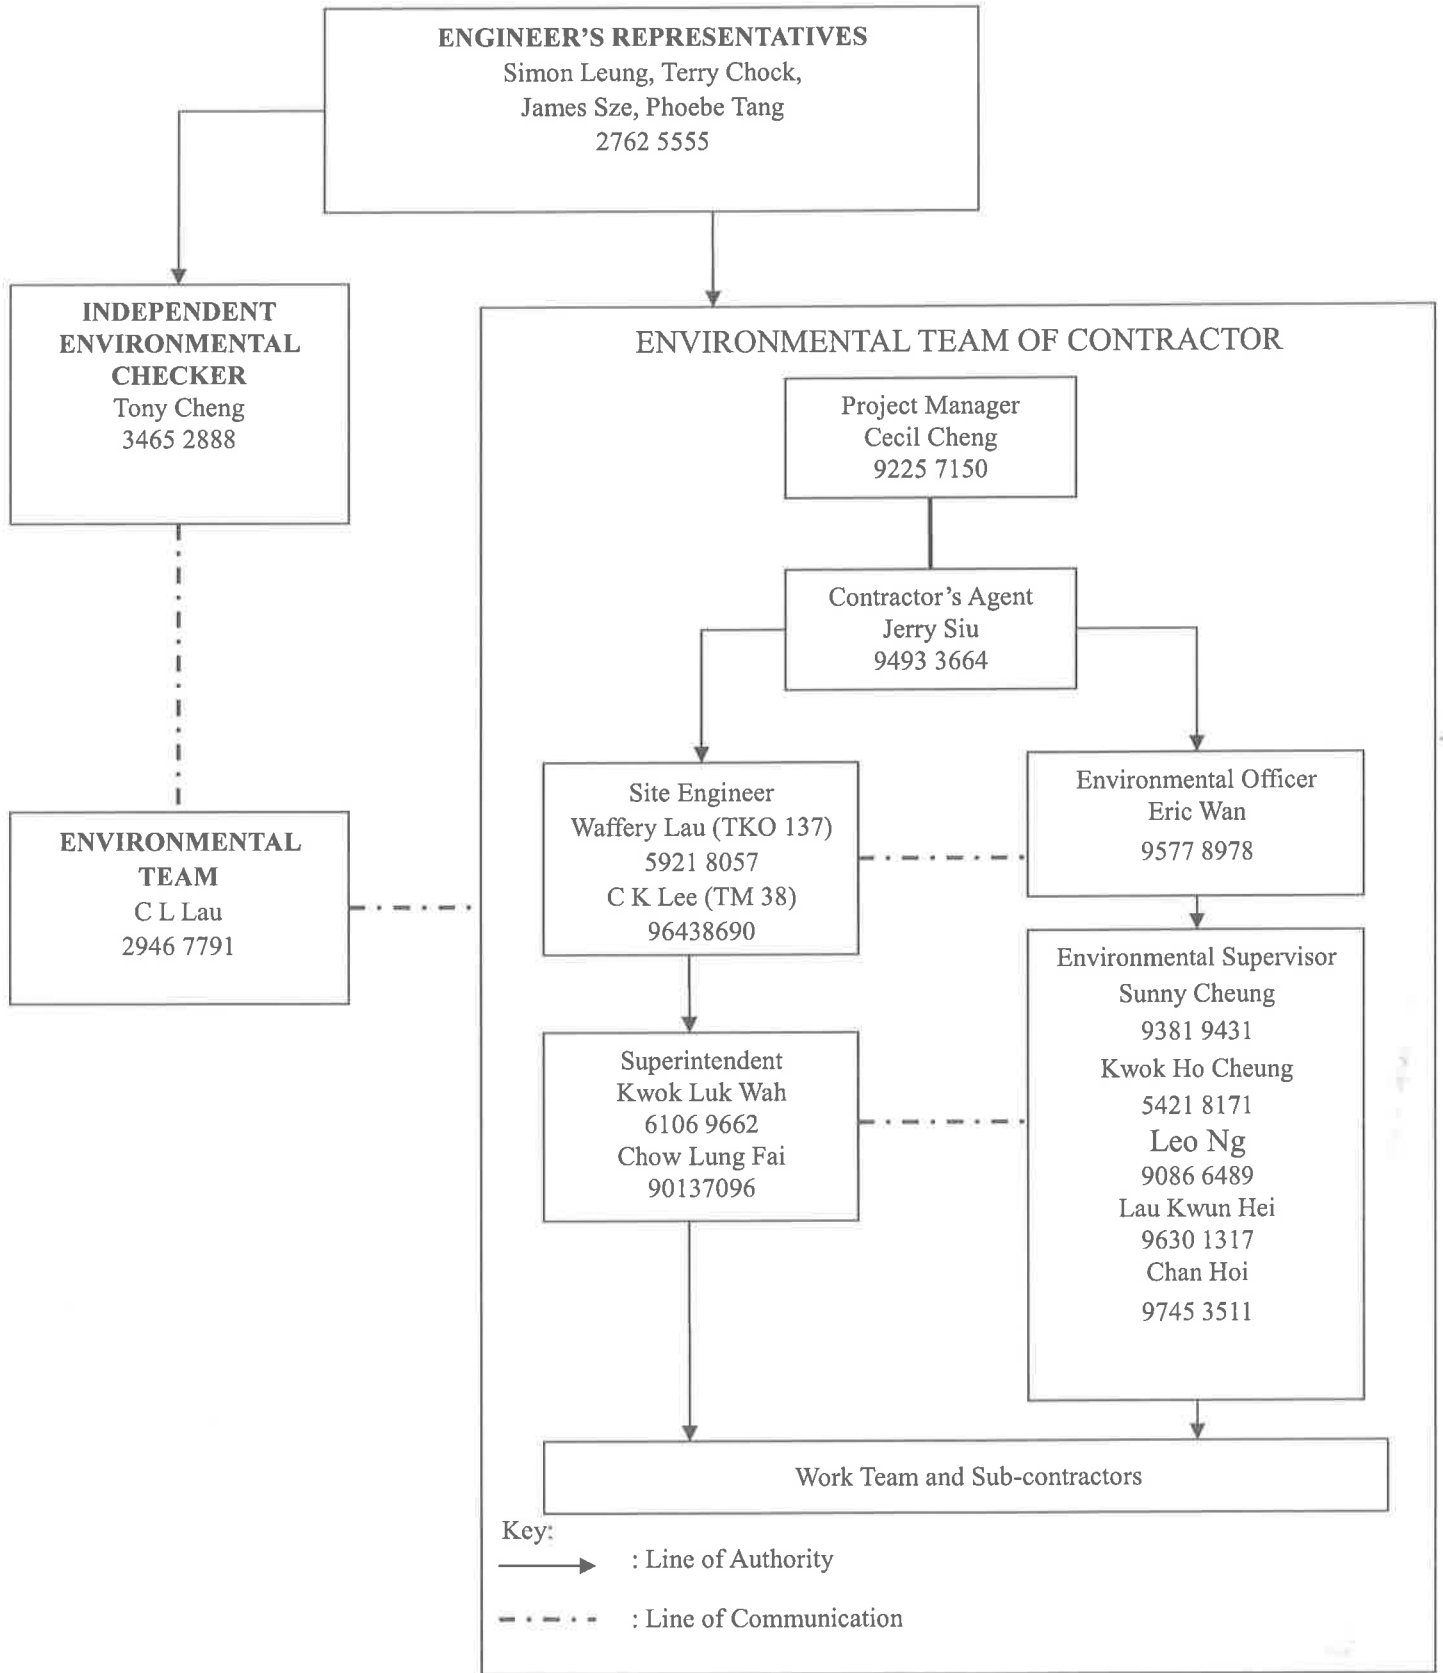 ENGINEER'S REPRESENTATIVES
Simon Leung, Terry Chock,
James Sze, Phoebe Tang
2762 5555
INDEPENDENT
ENVIRONMENTAL
CHECKER
Tony Cheng
3465 2888
ENVIRONMENTAL
TEAM
C L Lau
2946 7791
ENVIRONMENTAL TEAM OF CONTRACTOR
Project Manager
Cecil Cheng
9225 7150
Contractor's Agent
Jerry Siu
9493 3664
Site Engineer
Waffery Lau (TKO 137)
5921 8057
C K Lee (TM 38)
96438690
Environmental Officer
Eric Wan
9577 8978
Superintendent
Kwok Luk Wah
6106 9662
Chow Lung Fai
90137096
Environmental Supervisor
Sunny Cheung
9381 9431
Kwok Ho Cheung
5421 8171
Leo Ng
9086 6489
Lau Kwun Hei
9630 1317
Chan Hoi
9745 3511
Work Team and Sub-contractors
Key:
: Line of Authority
: Line of Communication